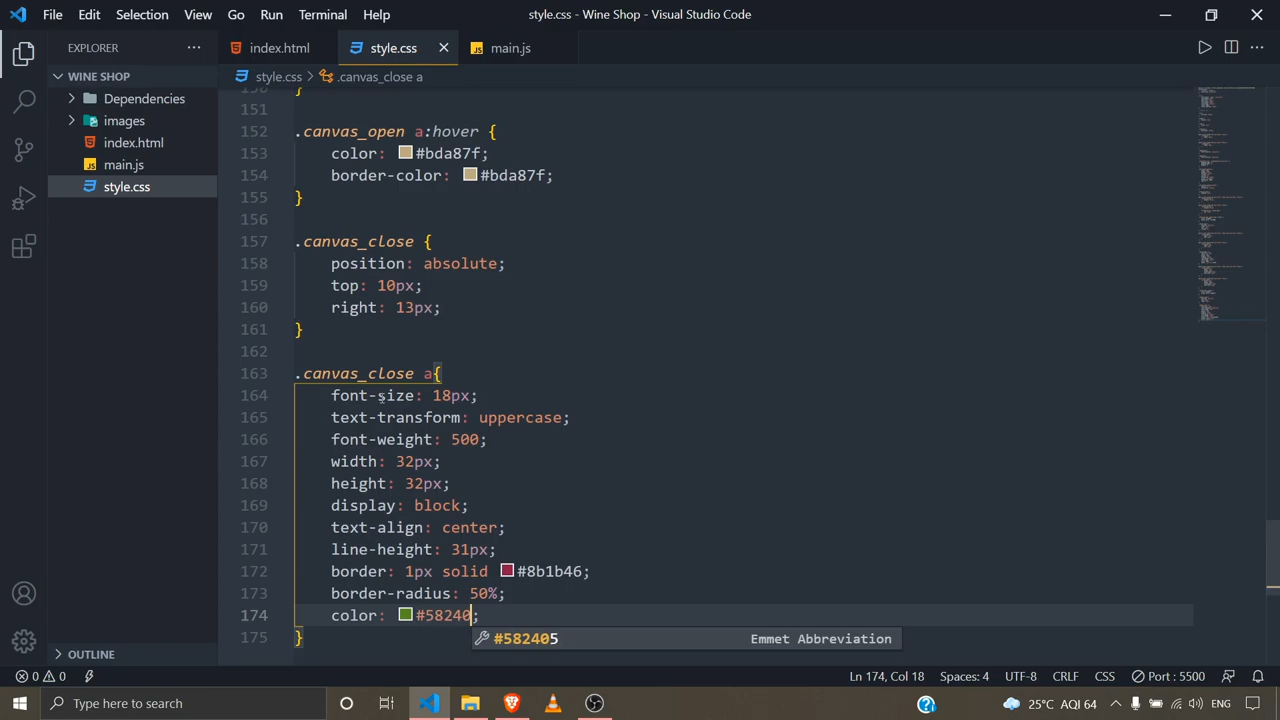 File Edit Selection View Go Run Terminal Help
style.css - Wine Shop - Visual Studio Code
EXPLORER
index.html
style.css
main.js
WINE SHOP
style.css > .canvas_close a
Dependencies
images
index.html
main.js
style.css
150 }
151
152 .canvas_open a:hover {
153 color: #bda87f;
154 border-color: #bda87f;
155 }
156
157 .canvas_close {
158 position: absolute;
159 top: 10px;
160 right: 13px;
161 }
162
163 .canvas_close a{
164 font-size: 18px;
165 text-transform: uppercase;
166 font-weight: 500;
167 width: 32px;
168 height: 32px;
169 display: block;
170 text-align: center;
171 line-height: 31px;
172 border: 1px solid #8b1b46;
173 border-radius: 50%;
174 color: #58240;
#582405 Emmet Abbreviation
175 }
OUTLINE
0 0
Ln 174, Col 18 Spaces: 4 UTF-8 CRLF CSS Port : 5500
Type here to search
25°C AQI 64 ENG